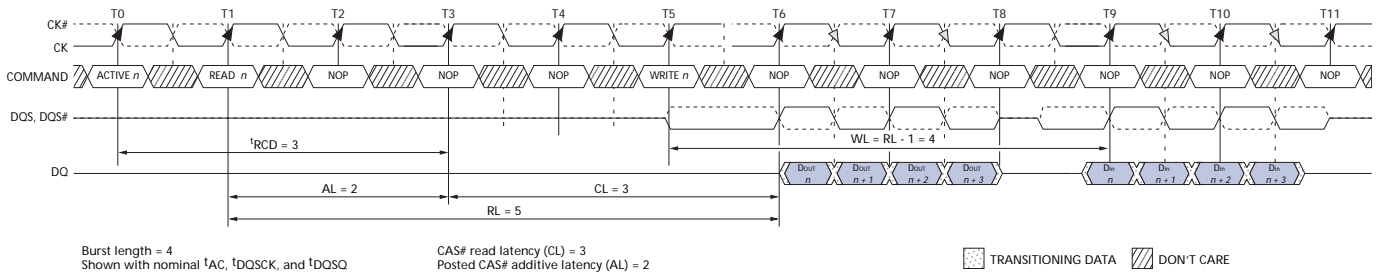 T0 T1 T2 T3 T4 T5 T6 T7 T8 T9 T10 T11
CK#
CK
COMMAND ACTIVE n READ n NOP NOP NOP WRITE n NOP NOP NOP NOP NOP NOP
DQS, DQS#
tRCD = 3
WL = RL - 1 = 4
DQ
DOUT n
DOUT n + 1
DOUT n + 2
DOUT n + 3
Din n
Din n + 1
Din n + 2
Din n + 3
AL = 2
CL = 3
RL = 5
Burst length = 4
Shown with nominal tAC, tDQSCK, and tDQSQ
CAS# read latency (CL) = 3
Posted CAS# additive latency (AL) = 2
TRANSITIONING DATA
DON'T CARE